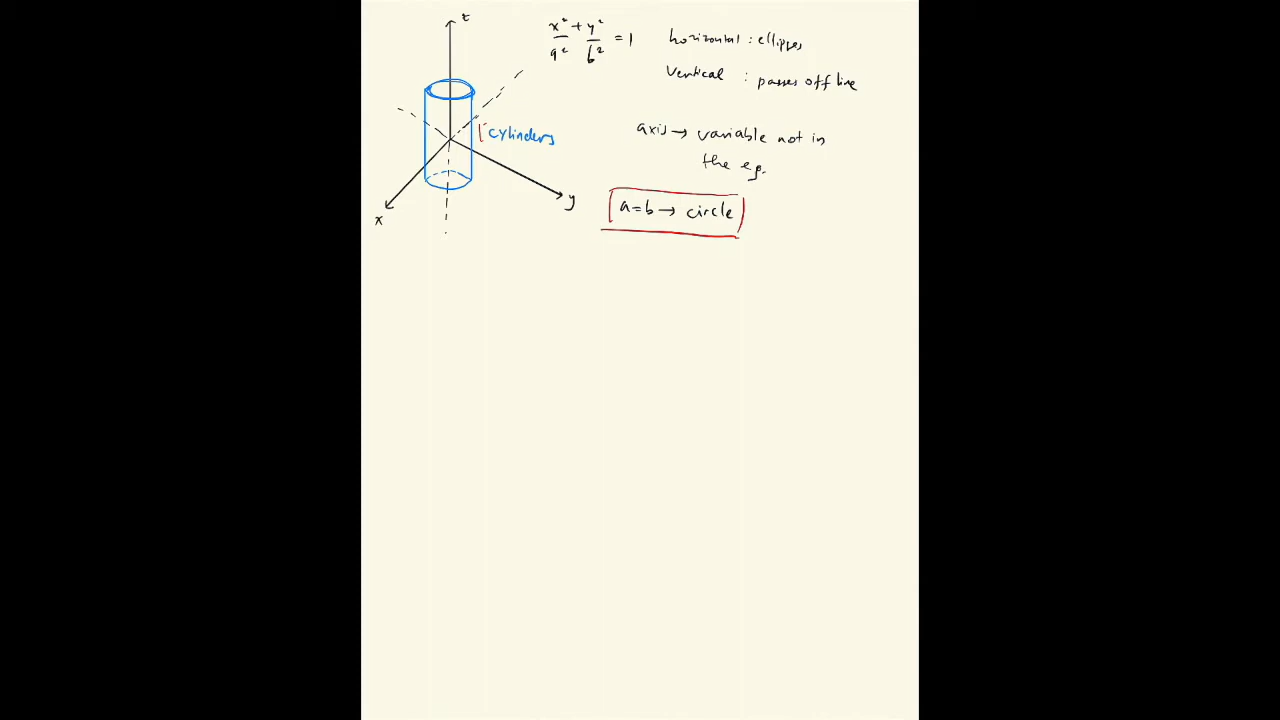 z
x²/a² + y²/b² = 1
horizontal : ellipses
vertical : passes off line
[cylinders
axis → variable not in
the eq.
y
a=b → circle
x